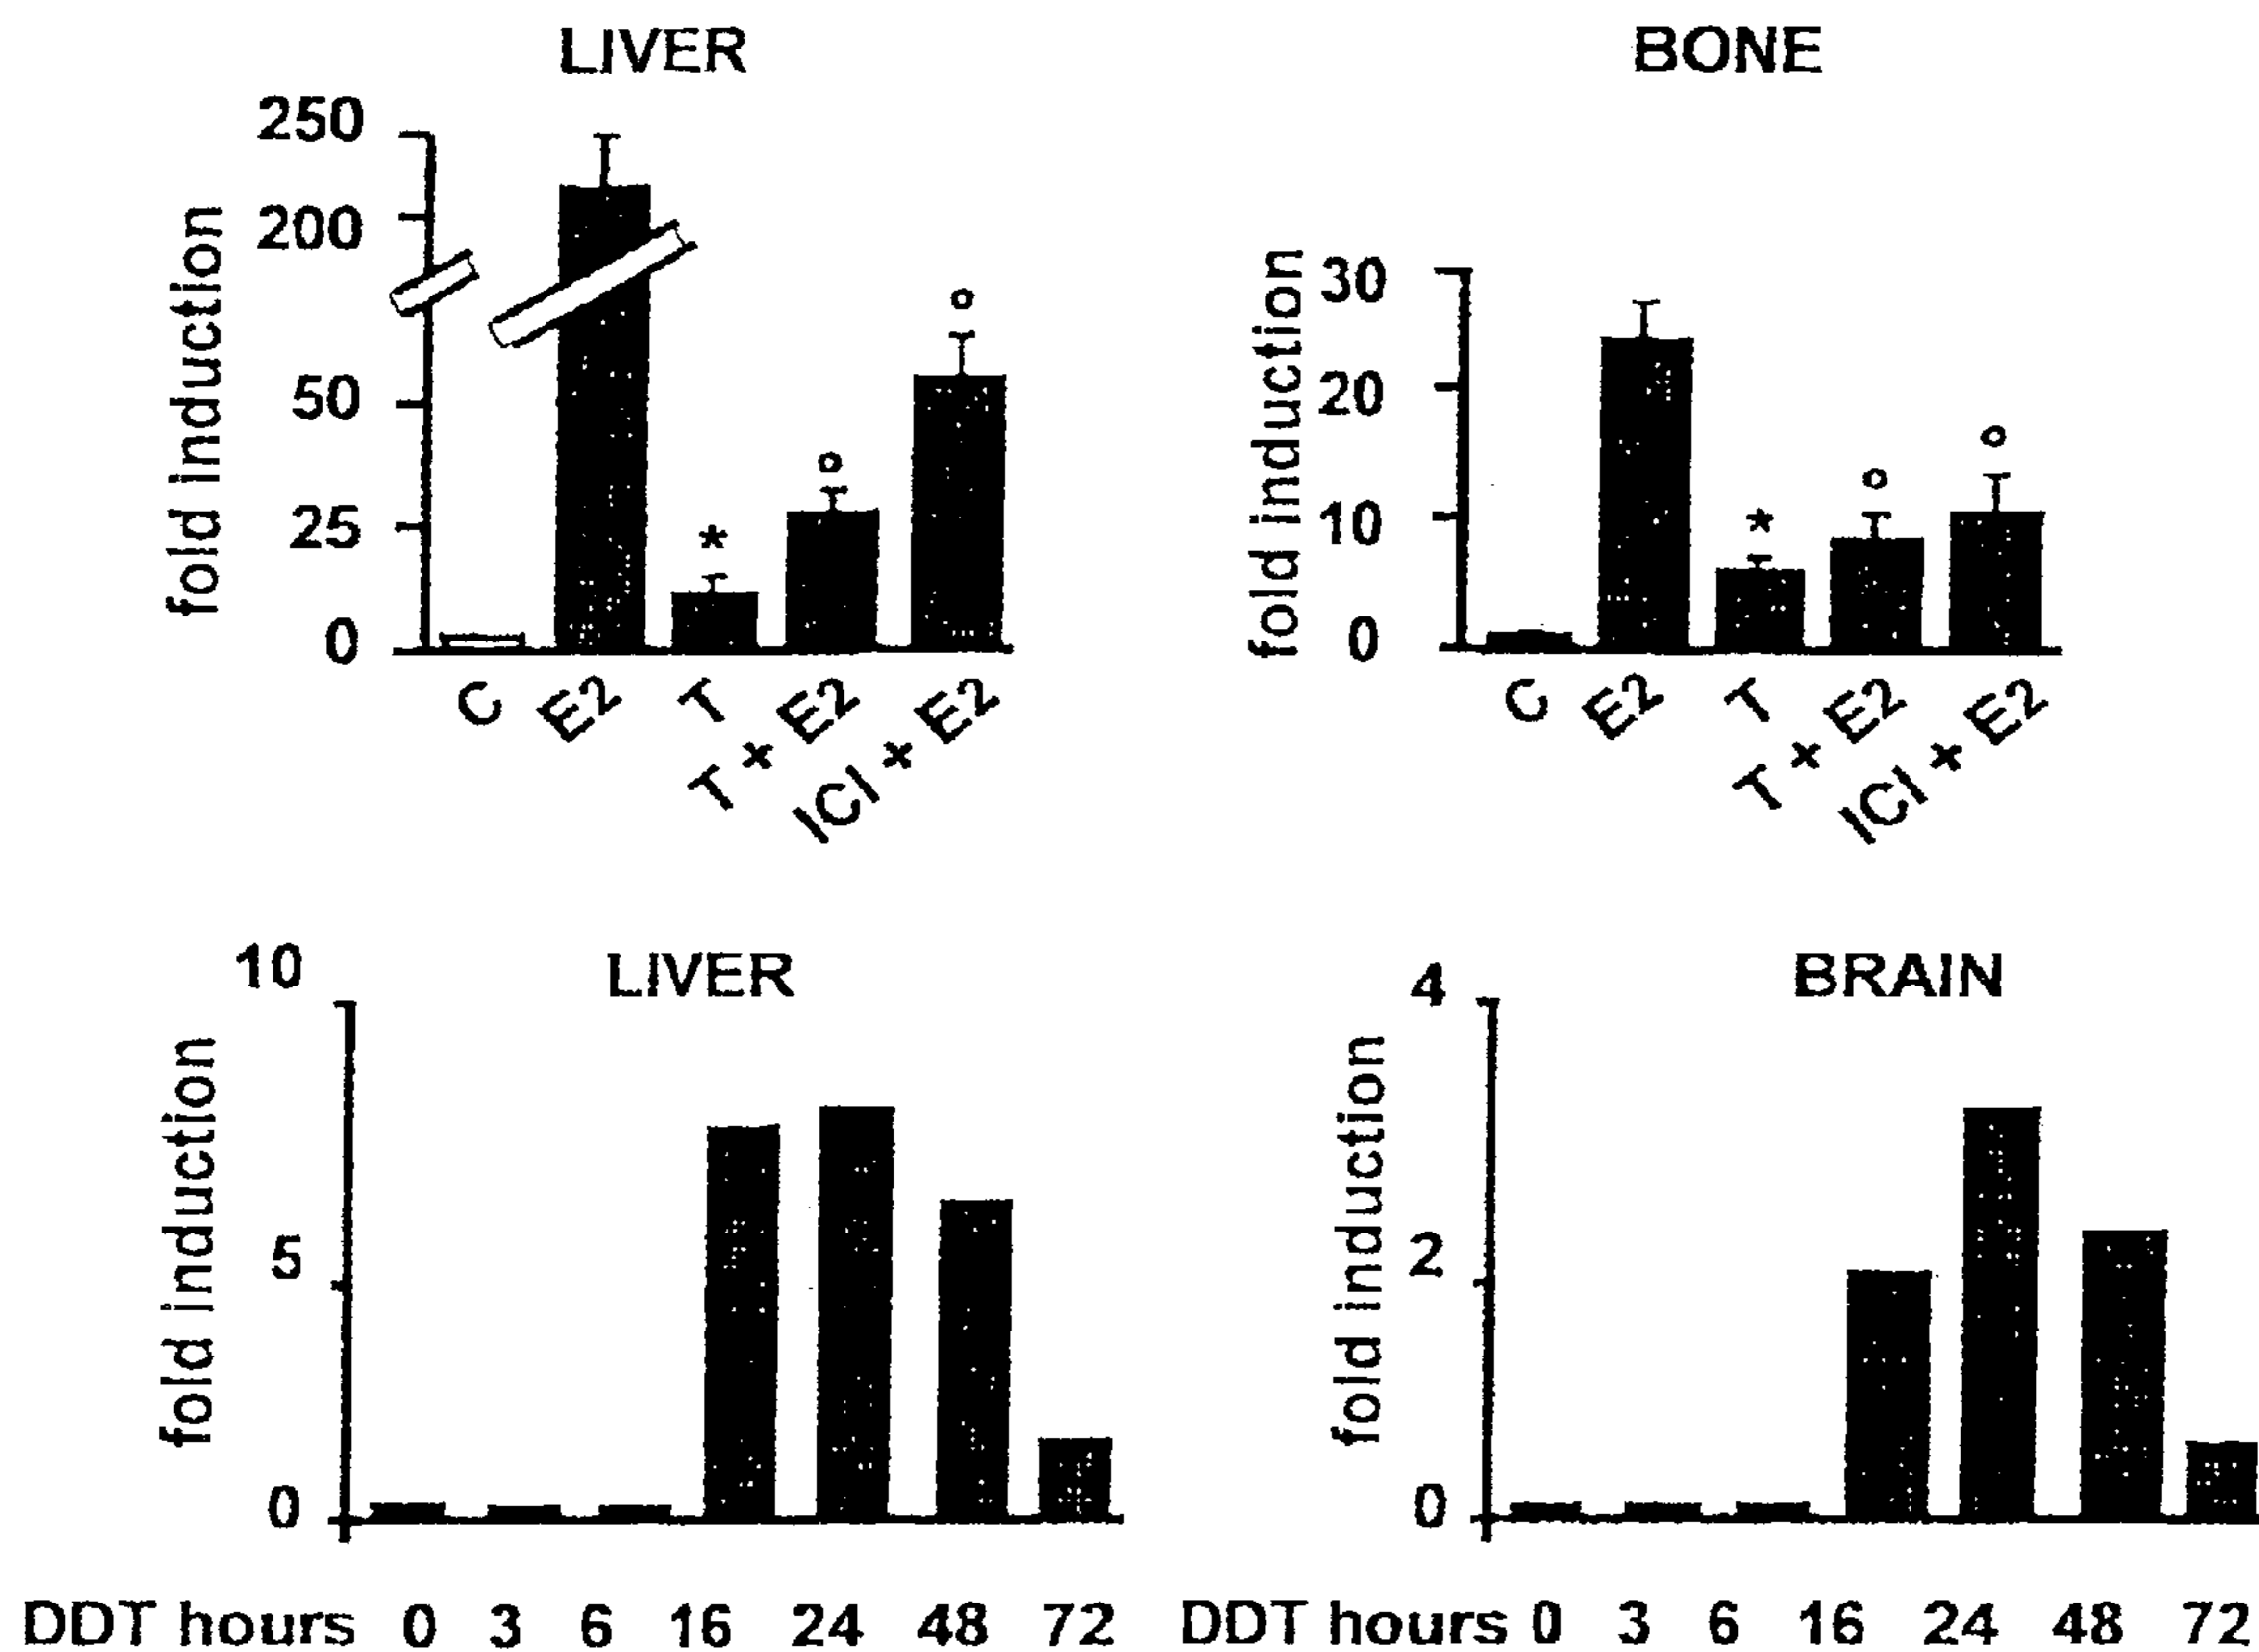 LIVER
250
200
50
25
0
fold induction
C E2 T T + E2 ICI + E2
*
°
°
BONE
30
20
10
0
fold induction
C E2 T T + E2 ICI + E2
*
°
°
LIVER
10
5
0
fold induction
DDT hours 0 3 6 16 24 48 72
BRAIN
4
2
0
fold induction
DDT hours 0 3 6 16 24 48 72